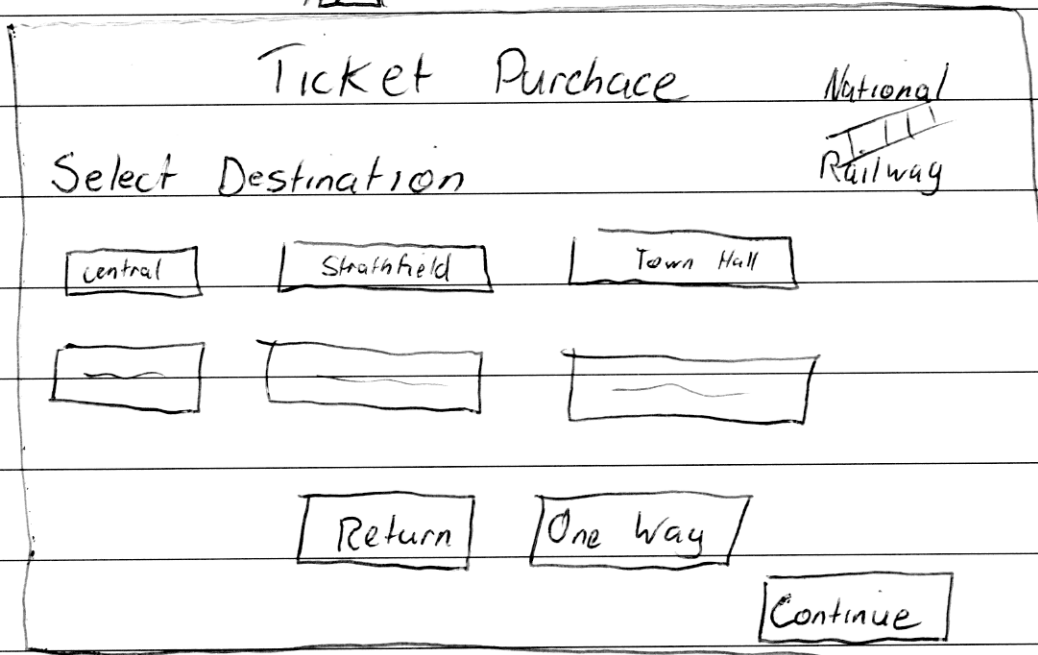 Ticket Purchace
National
Railway
Select Destination
Central
Strathfield
Town Hall
Return
One Way
Continue